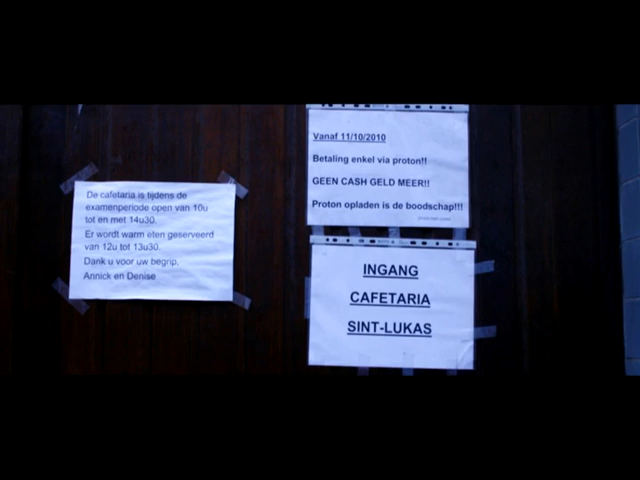 De cafetaria is tijdens de
examenperiode open van 10u
tot en met 14u30.
Er wordt warm eten geserveerd
van 12u tot 13u30.
Dank u voor uw begrip,
Annick en Denise
Vanaf 11/10/2010
Betaling enkel via proton!!
GEEN CASH GELD MEER!!
Proton opladen is de boodschap!!!
INGANG
CAFETARIA
SINT-LUKAS